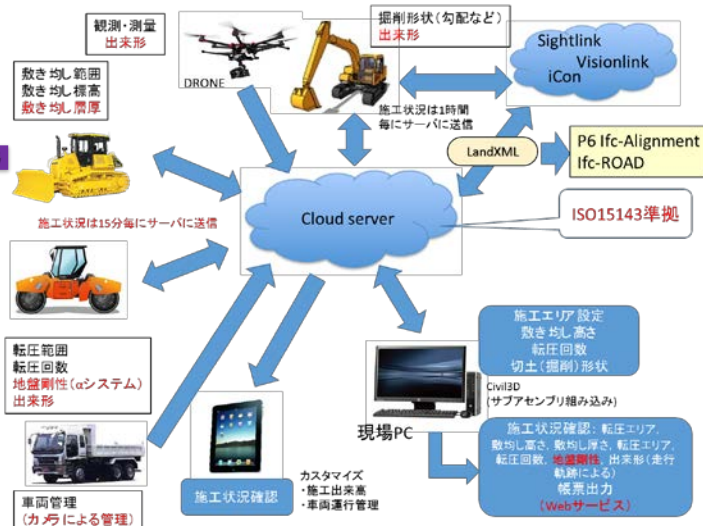 観測・測量
出来形
DRONE
掘削形状(勾配など)
出来形
Sightlink
Visionlink
iCon
敷き均し範囲
敷き均し標高
敷き均し層厚
施工状況は1時間
毎にサーバに送信
LandXML
P6 Ifc-Alignment
Ifc-ROAD
Cloud server
ISO15143準拠
施工状況は15分毎にサーバに送信
転圧範囲
転圧回数
地盤剛性(αシステム)
出来形
車両管理
(カメラによる管理)
施工状況確認
カスタマイズ
・施工出来高
・車両運行管理
現場PC
Civil3D
(サブアセンブリ組み込み)
施工エリア設定
敷き均し高さ
転圧回数
切土(掘削)形状
施工状況確認: 転圧エリア、
敷均し高さ、敷均し厚さ、転圧エリア、
転圧回数、地盤剛性、出来形(走行
軌跡による)
帳票出力
(Webサービス)